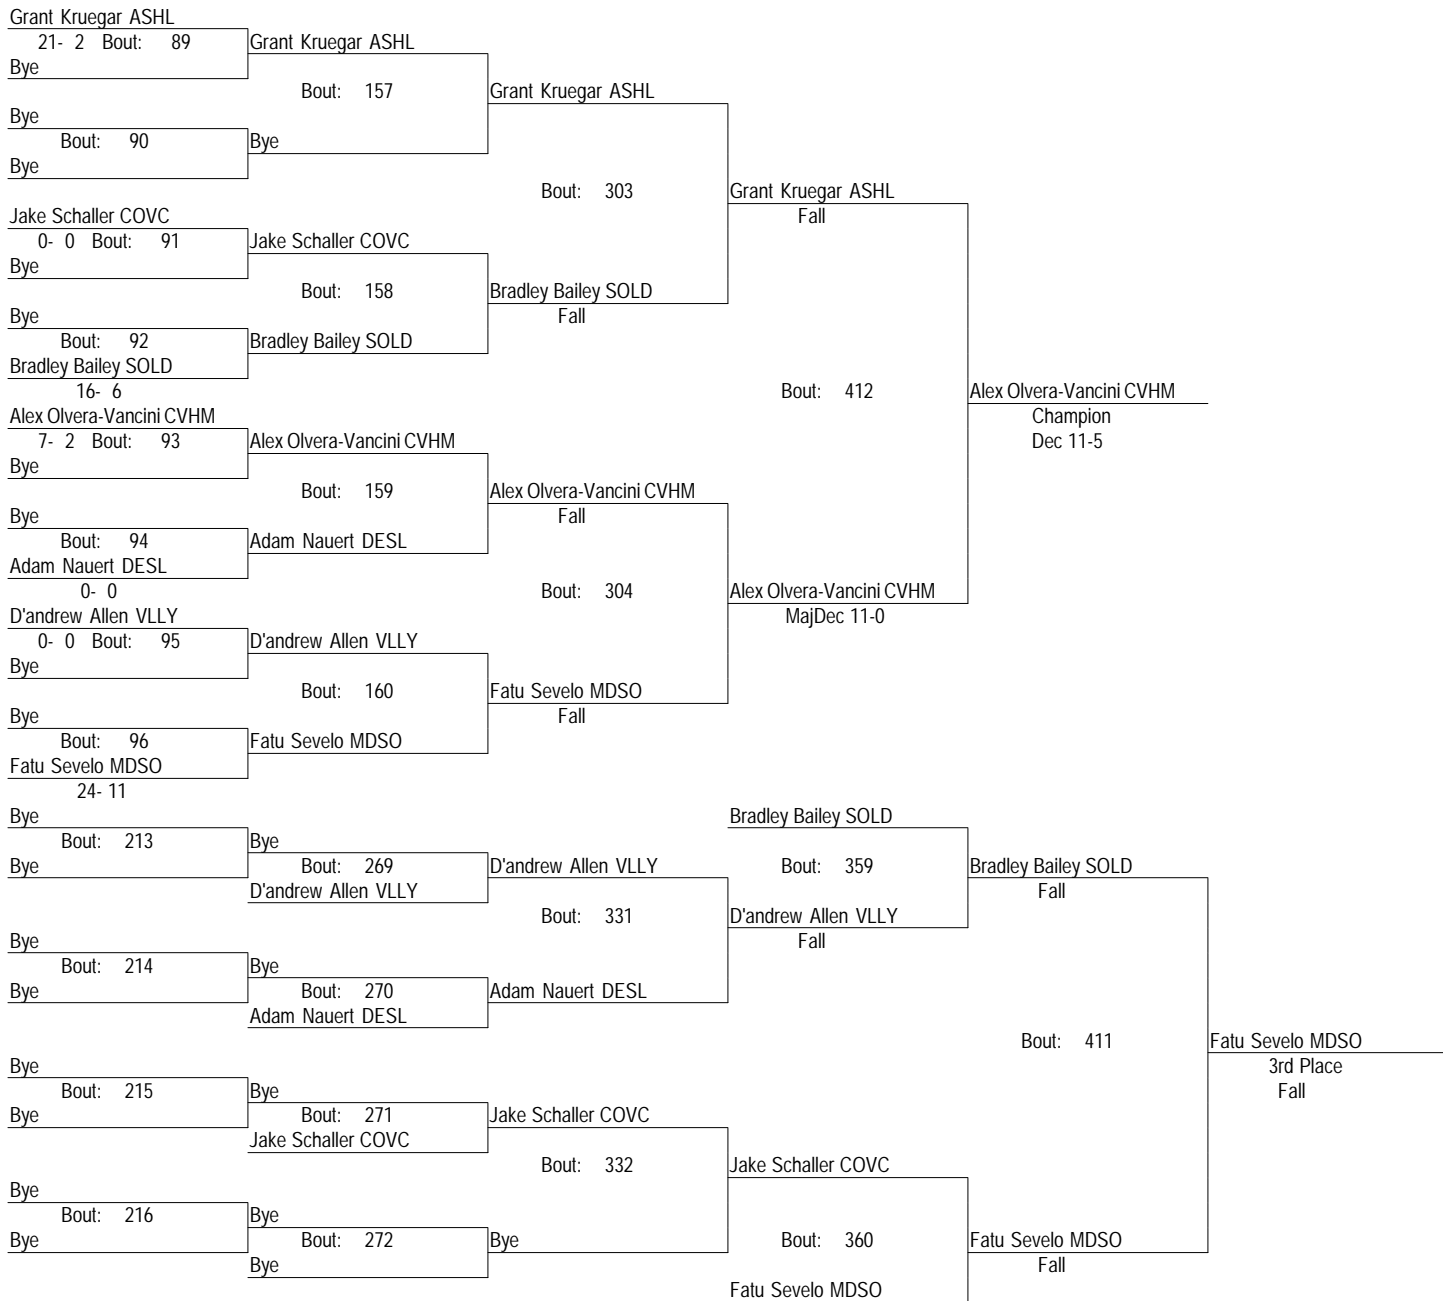 Grant Kruegar ASHL
21- 2 Bout: 89 Grant Kruegar ASHL
Bye
Bout: 157 Grant Kruegar ASHL
Bye
Bout: 90 Bye
Bye
Bout: 303 Grant Kruegar ASHL
Jake Schaller COVC Fall
0- 0 Bout: 91 Jake Schaller COVC
Bye
Bout: 158 Bradley Bailey SOLD
Bye Fall
Bout: 92 Bradley Bailey SOLD
Bradley Bailey SOLD
16- 6 Bout: 412 Alex Olvera-Vancini CVHM
Alex Olvera-Vancini CVHM Champion
7- 2 Bout: 93 Alex Olvera-Vancini CVHM Dec 11-5
Bye
Bout: 159 Alex Olvera-Vancini CVHM
Bye Fall
Bout: 94 Adam Nauert DESL
Adam Nauert DESL
0- 0 Bout: 304 Alex Olvera-Vancini CVHM
D'andrew Allen VLLY MajDec 11-0
0- 0 Bout: 95 D'andrew Allen VLLY
Bye
Bout: 160 Fatu Sevelo MDSO
Bye Fall
Bout: 96 Fatu Sevelo MDSO
Fatu Sevelo MDSO
24- 11
Bye Bradley Bailey SOLD
Bout: 213 Bye
Bye Bout: 269 D'andrew Allen VLLY Bout: 359 Bradley Bailey SOLD
D'andrew Allen VLLY Fall
Bout: 331 D'andrew Allen VLLY
Bye Fall
Bout: 214 Bye
Bye Bout: 270 Adam Nauert DESL
Adam Nauert DESL
Bout: 411 Fatu Sevelo MDSO
Bye 3rd Place
Bout: 215 Bye Fall
Bye Bout: 271 Jake Schaller COVC
Jake Schaller COVC
Bout: 332 Jake Schaller COVC
Bye
Bout: 216 Bye
Bye Bout: 272 Bye Bout: 360 Fatu Sevelo MDSO
Bye Fall
Fatu Sevelo MDSO